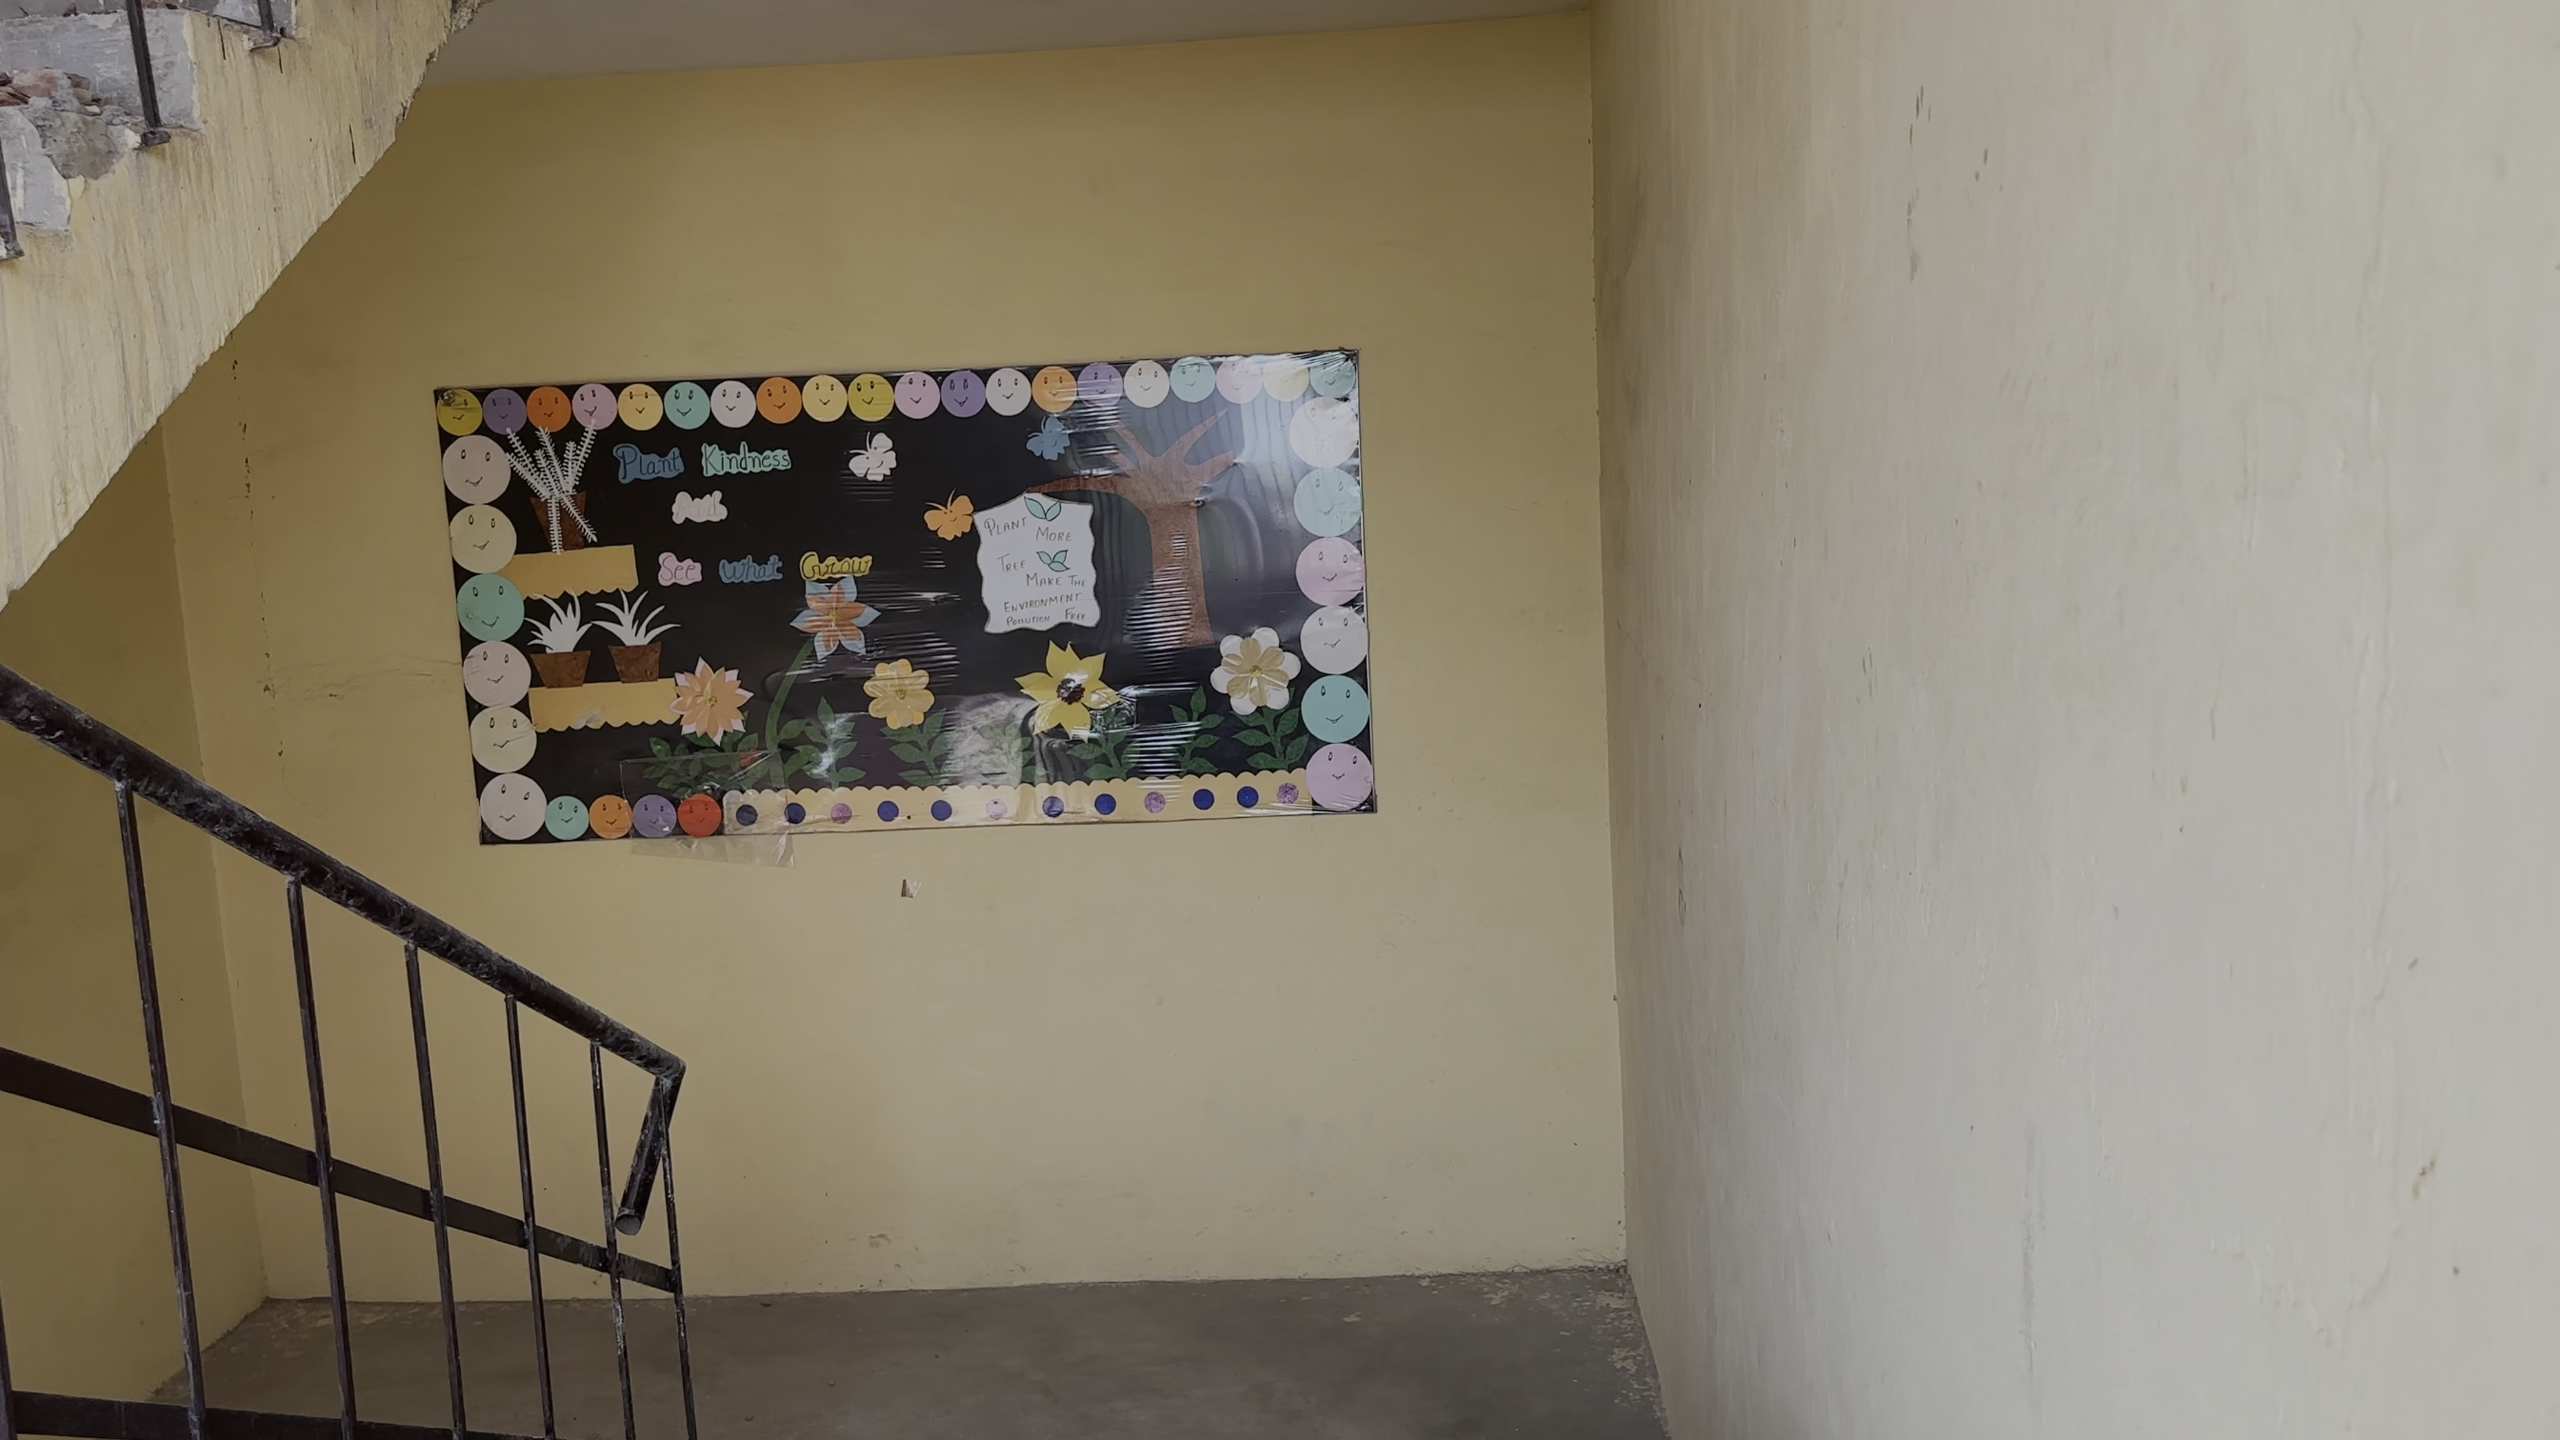 Plant Kindness
And
See What Grow
PLANT
MORE
TREE
MAKE THE
ENVIRONMENT
POLLUTION FREE